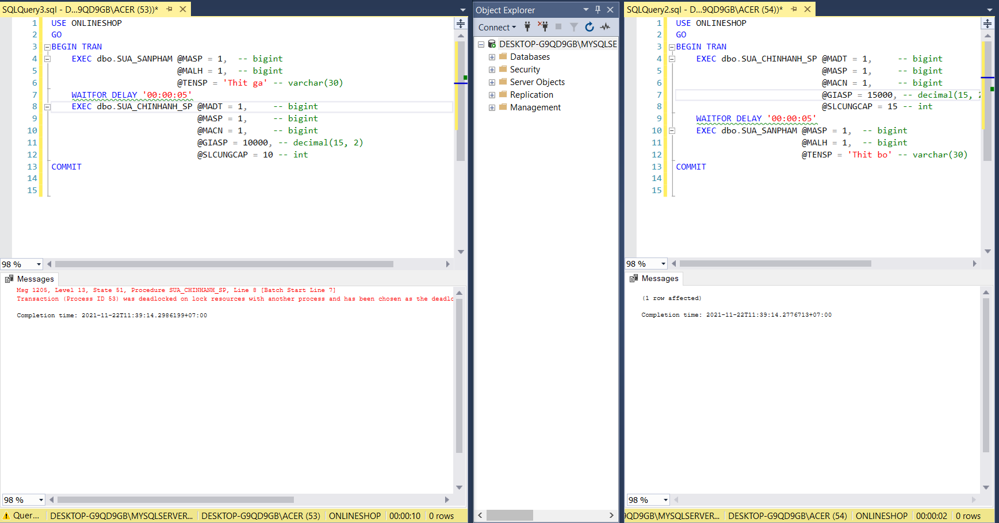 SQLQuery3.sql - D...9QD9GB\ACER (53))*
1 USE ONLINESHOP
2 GO
3 BEGIN TRAN
4 EXEC dbo.SUA_SANPHAM @MASP = 1, -- bigint
5 @MALH = 1, -- bigint
6 @TENSP = 'Thit ga' -- varchar(30)
7 WAITFOR DELAY '00:00:05'
8 EXEC dbo.SUA_CHINHANH_SP @MADT = 1, -- bigint
9 @MASP = 1, -- bigint
10 @MACN = 1, -- bigint
11 @GIASP = 10000, -- decimal(15, 2)
12 @SLCUNGCAP = 10 -- int
13 COMMIT
14
15
98 %
Messages
Msg 1205, Level 13, State 51, Procedure SUA_CHINHANH_SP, Line 8 [Batch Start Line 7]
Transaction (Process ID 53) was deadlocked on lock resources with another process and has been chosen as the deadlo
Completion time: 2021-11-22T11:39:14.2986199+07:00
98 %
Quer... DESKTOP-G9QD9GB\MYSQLSERVER... DESKTOP-G9QD9GB\ACER (53) ONLINESHOP 00:00:10 0 rows
Object Explorer
Connect
DESKTOP-G9QD9GB\MYSQLSE
Databases
Security
Server Objects
Replication
Management
SQLQuery2.sql - D...9QD9GB\ACER (54))*
1 USE ONLINESHOP
2 GO
3 BEGIN TRAN
4 EXEC dbo.SUA_CHINHANH_SP @MADT = 1, -- bigint
5 @MASP = 1, -- bigint
6 @MACN = 1, -- bigint
7 @GIASP = 15000, -- decimal(15, 2
8 @SLCUNGCAP = 15 -- int
9 WAITFOR DELAY '00:00:05'
10 EXEC dbo.SUA_SANPHAM @MASP = 1, -- bigint
11 @MALH = 1, -- bigint
12 @TENSP = 'Thit bo' -- varchar(30)
13 COMMIT
14
15
98 %
Messages
(1 row affected)
Completion time: 2021-11-22T11:39:14.2776713+07:00
98 %
9QD9GB\MYSQLSERVER... DESKTOP-G9QD9GB\ACER (54) ONLINESHOP 00:00:02 0 rows